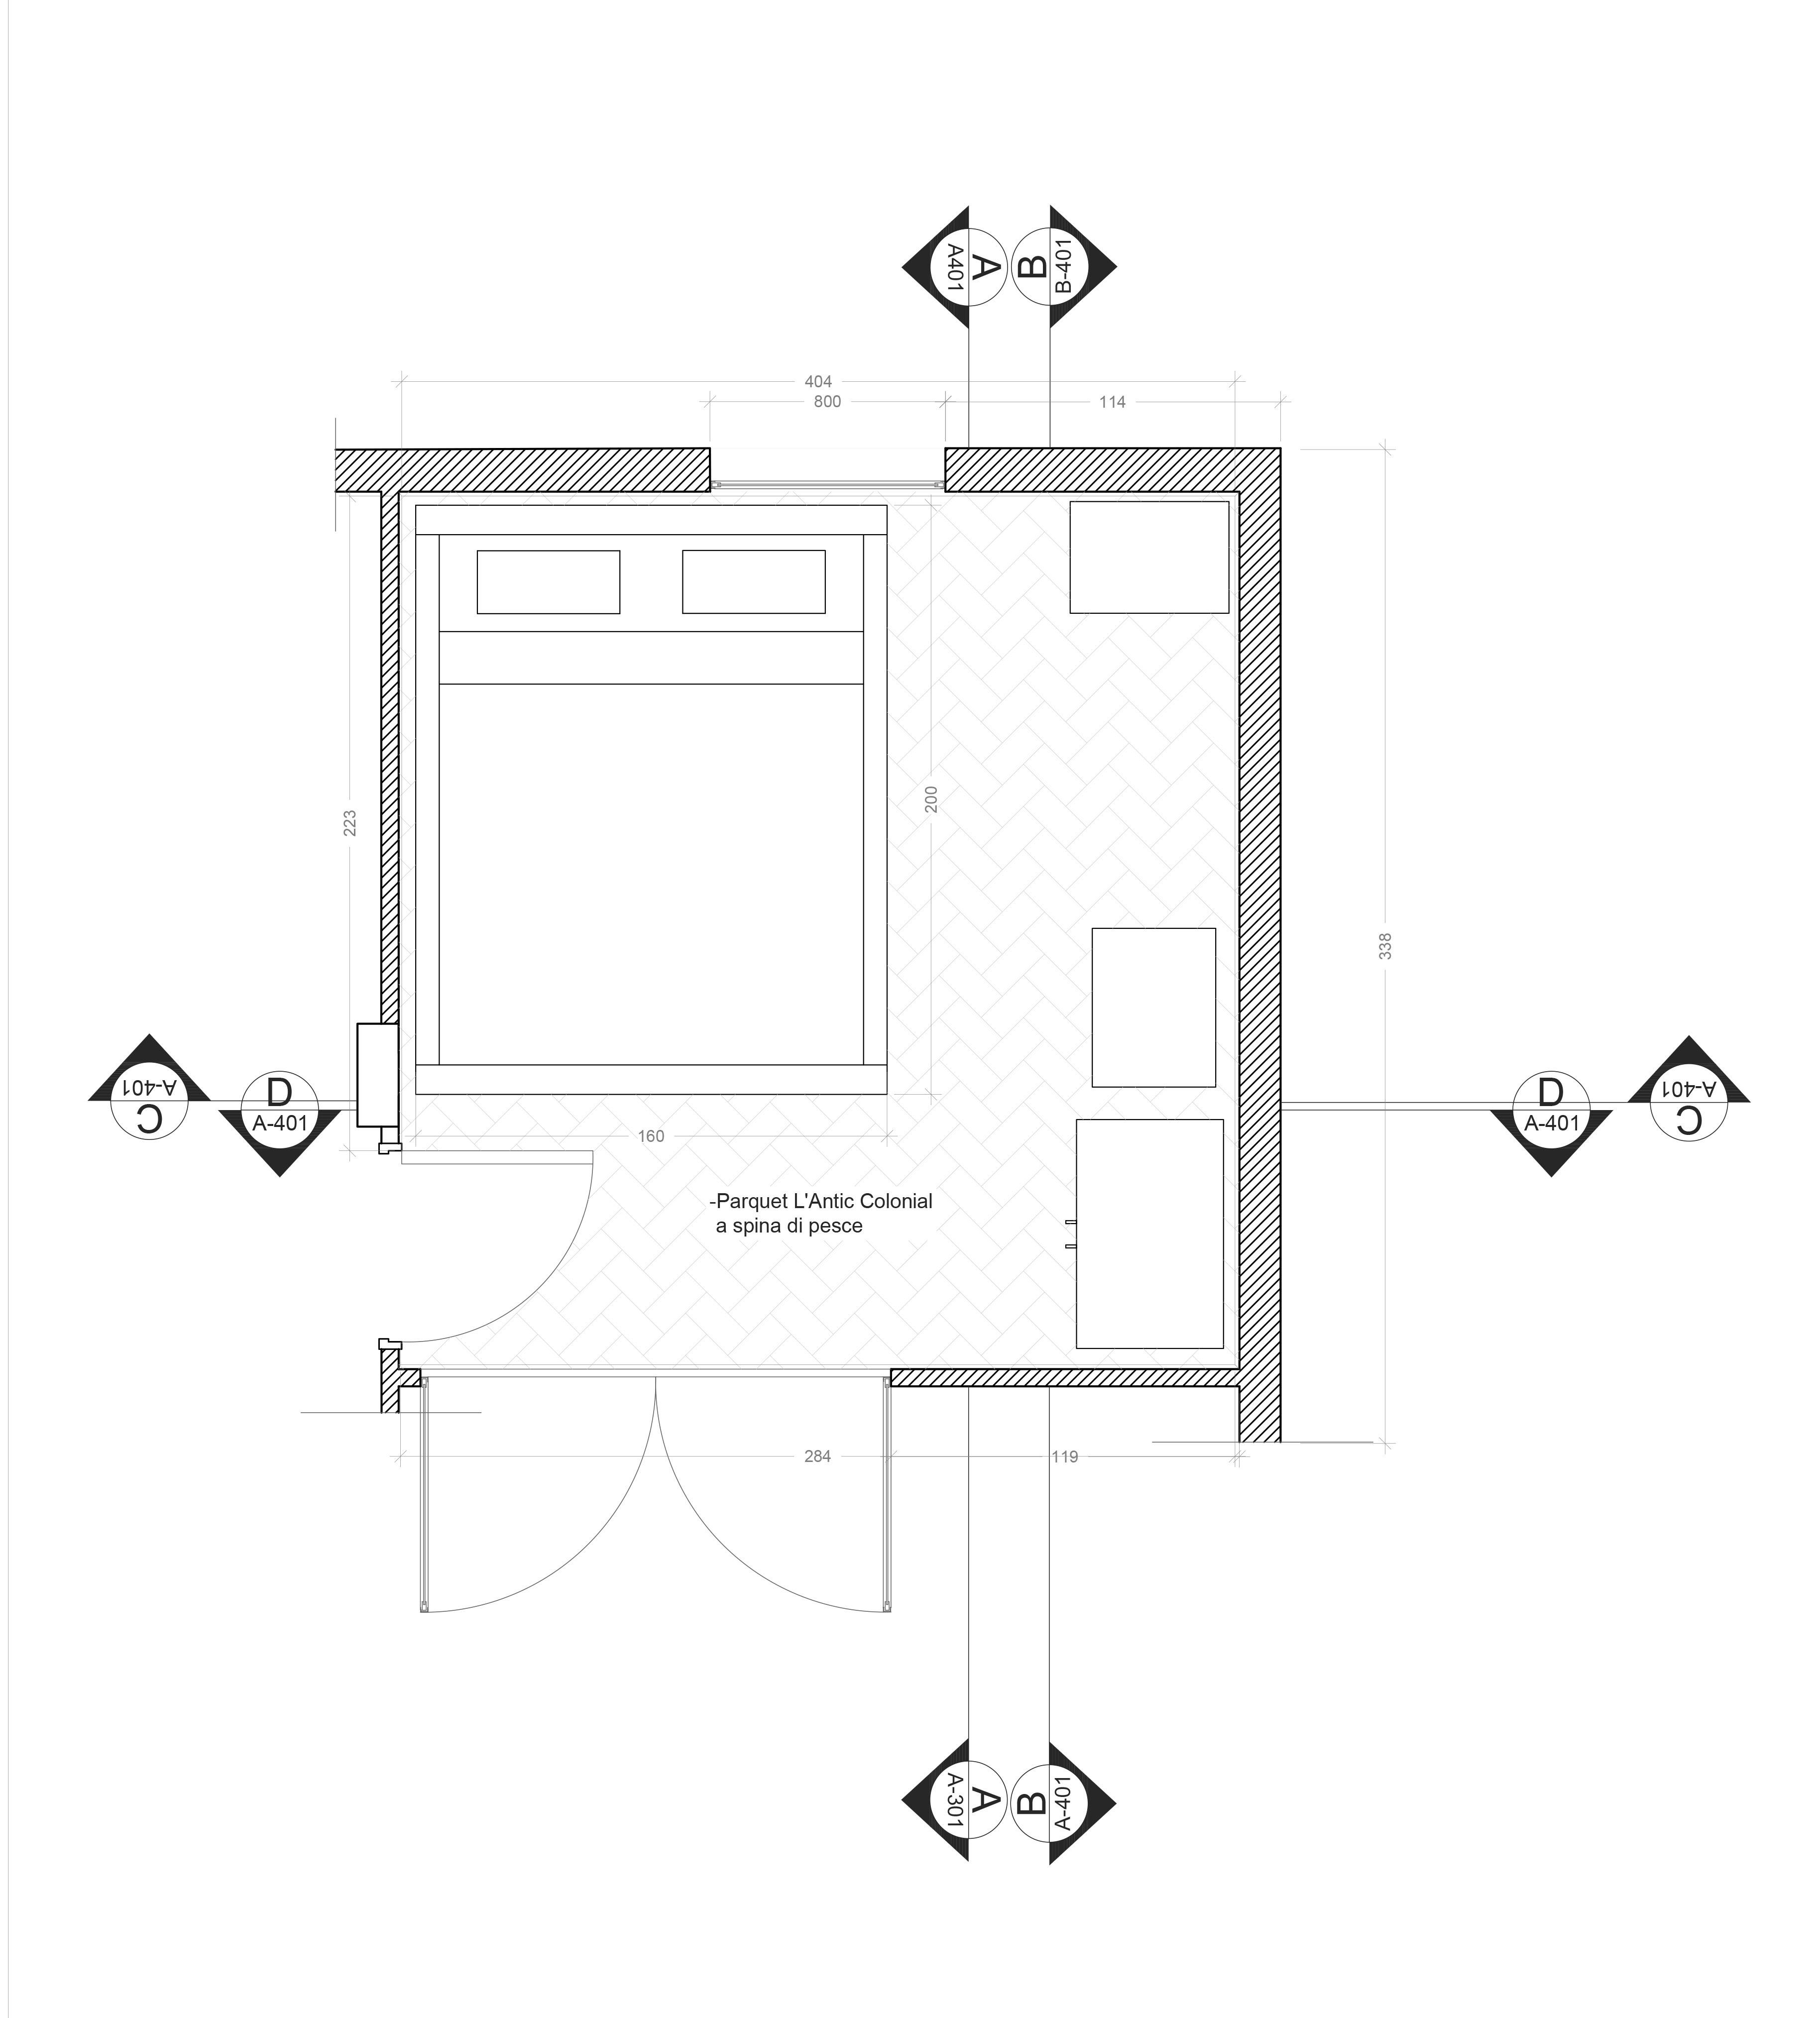 A401
A
B
B-401
404
800
114
223
200
338
A-401
C
D
A-401
D
A-401
A-401
C
160
-Parquet L'Antic Colonial
a spina di pesce
284
119
A-301
A
B
A-401